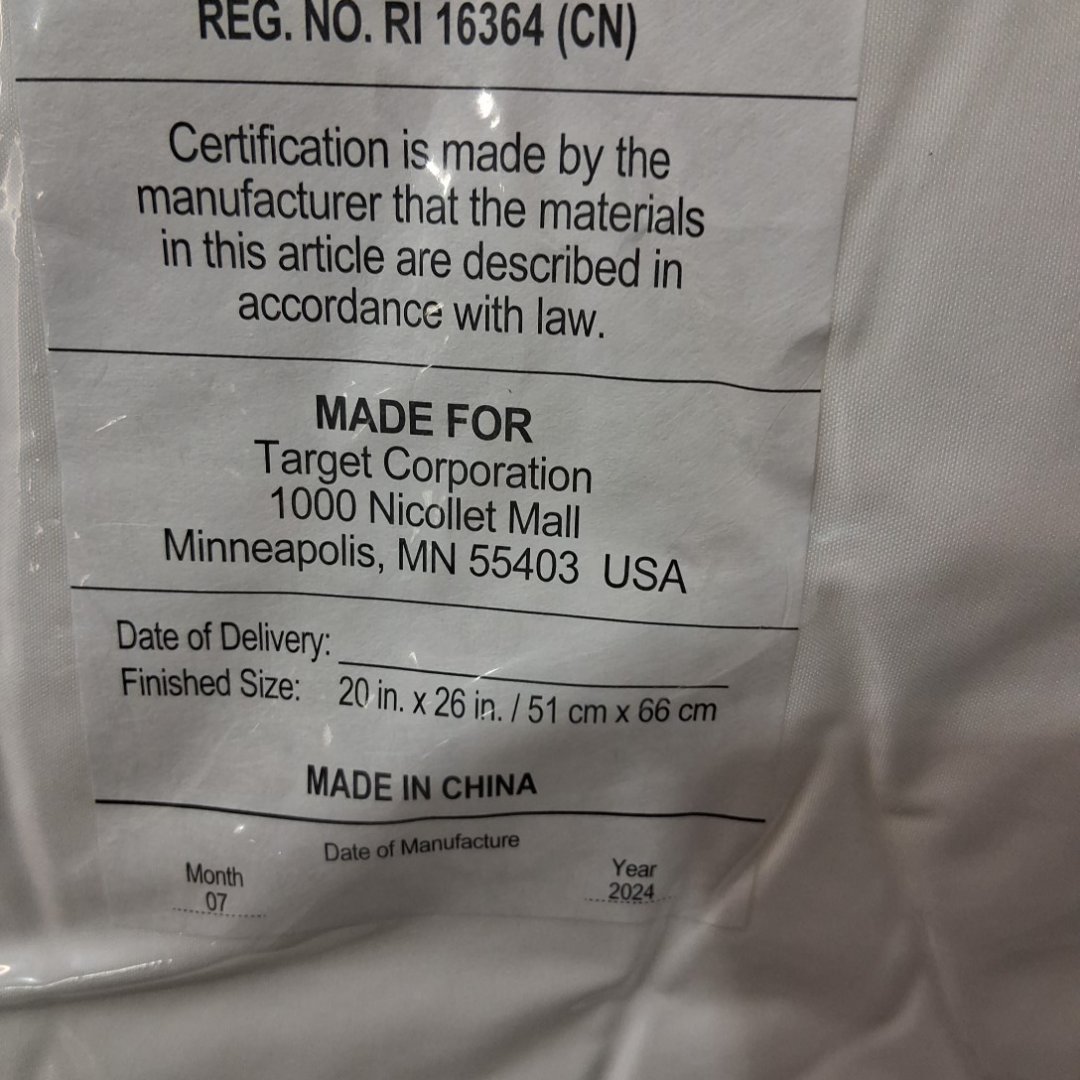 REG. NO. RI 16364 (CN)
Certification is made by the
manufacturer that the materials
in this article are described in
accordance with law.
MADE FOR
Target Corporation
1000 Nicollet Mall
Minneapolis, MN 55403 USA
Date of Delivery:
Finished Size: 20 in. x 26 in. / 51 cm x 66 cm
MADE IN CHINA
Date of Manufacture
Month Year
07 2024